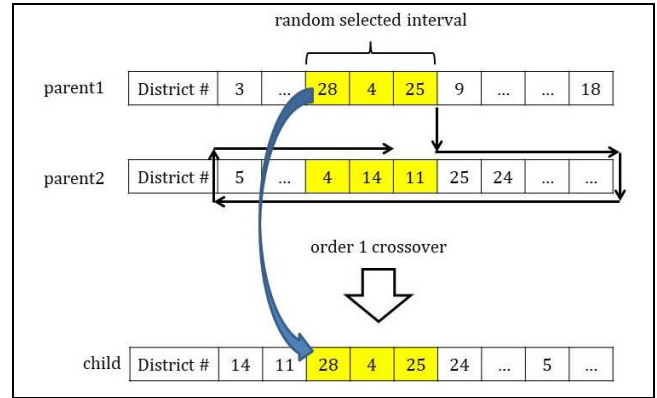 random selected interval
parent1 District # 3 ... 28 4 25 9 ... ... 18
parent2 District # 5 ... 4 14 11 25 24 ... ...
order 1 crossover
child District # 14 11 28 4 25 24 ... 5 ...